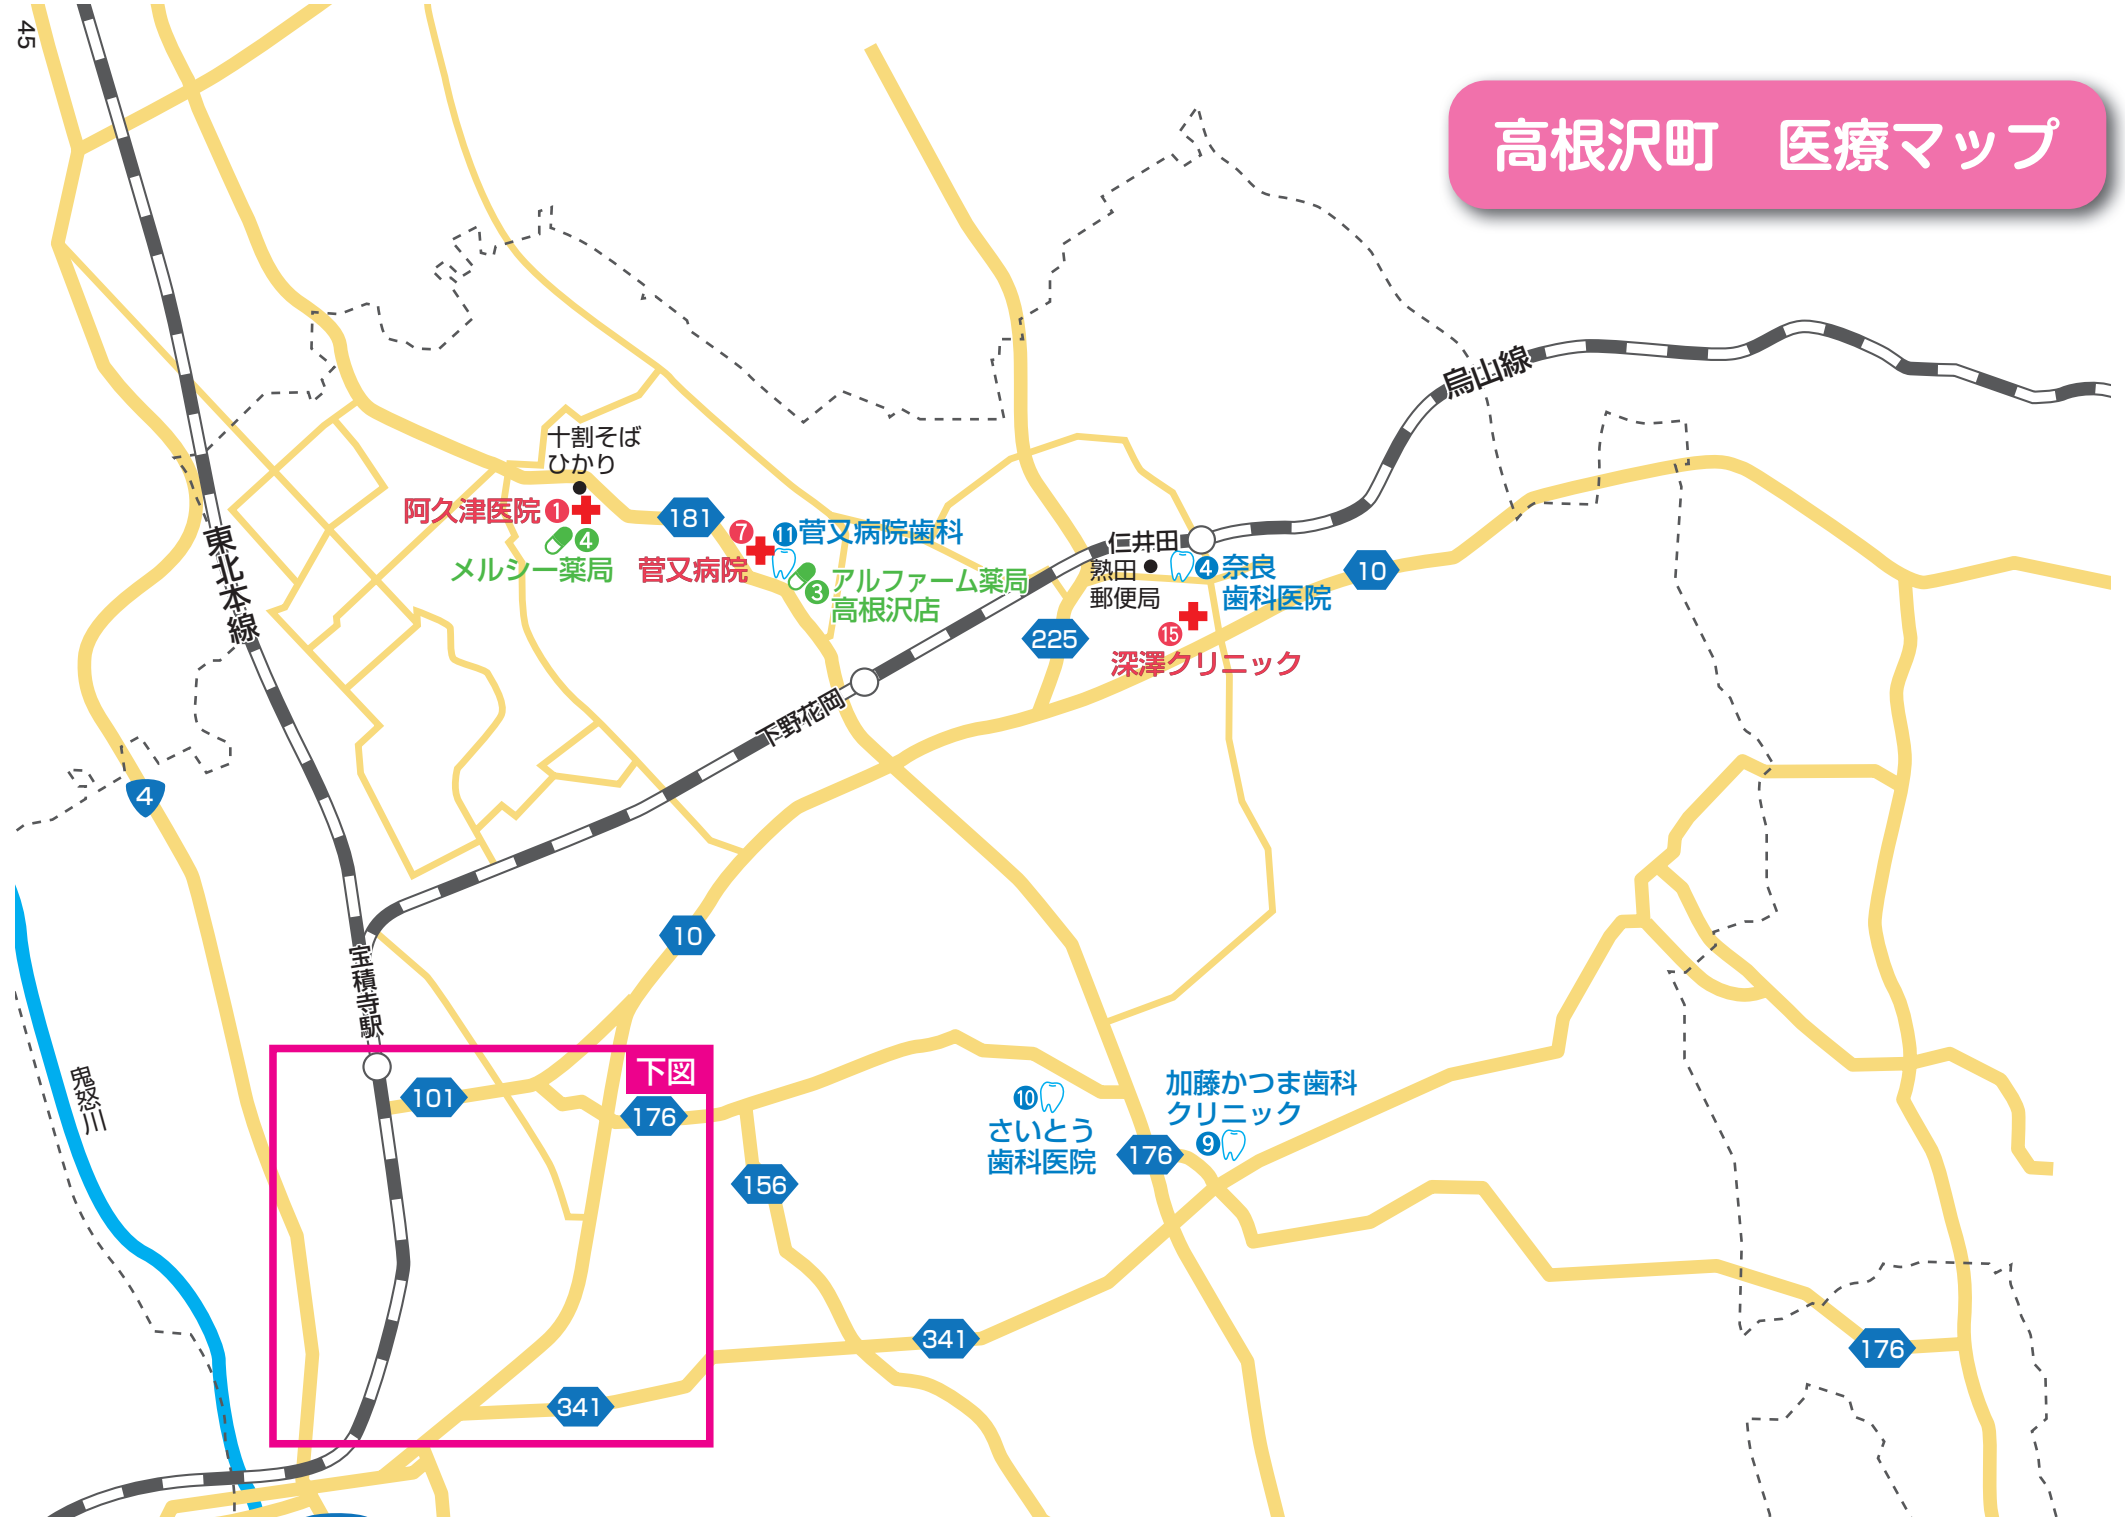 45
高根沢町　医療マップ
烏山線
十割そば
ひかり
阿久津医院 1
4
メルシー薬局
181
7
菅又病院
11 菅又病院歯科
3 アルファーム薬局
高根沢店
仁井田
熟田
郵便局
4 奈良
歯科医院
10
225
15
深澤クリニック
東北本線
下野花岡
4
10
宝積寺駅
下図
101
176
鬼怒川
156
10
さいとう
歯科医院
加藤かつま歯科
クリニック
9
176
341
341
176